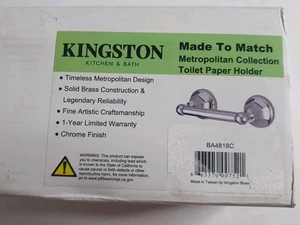 KINGSTON
KITCHEN & BATH
Made To Match
Metropolitan Collection
Toilet Paper Holder
• Timeless Metropolitan Design
• Solid Brass Construction &
Legendary Reliability
• Fine Artistic Craftsmanship
• 1-Year Limited Warranty
• Chrome Finish
BA4818C
WARNING: This product can expose
you to chemicals, including lead which
is known to the State of California to
cause cancer and birth defects or other
reproductive harm. For more information,
go to www.p65warnings.ca.gov.
Made in Taiwan by Kingston Brass